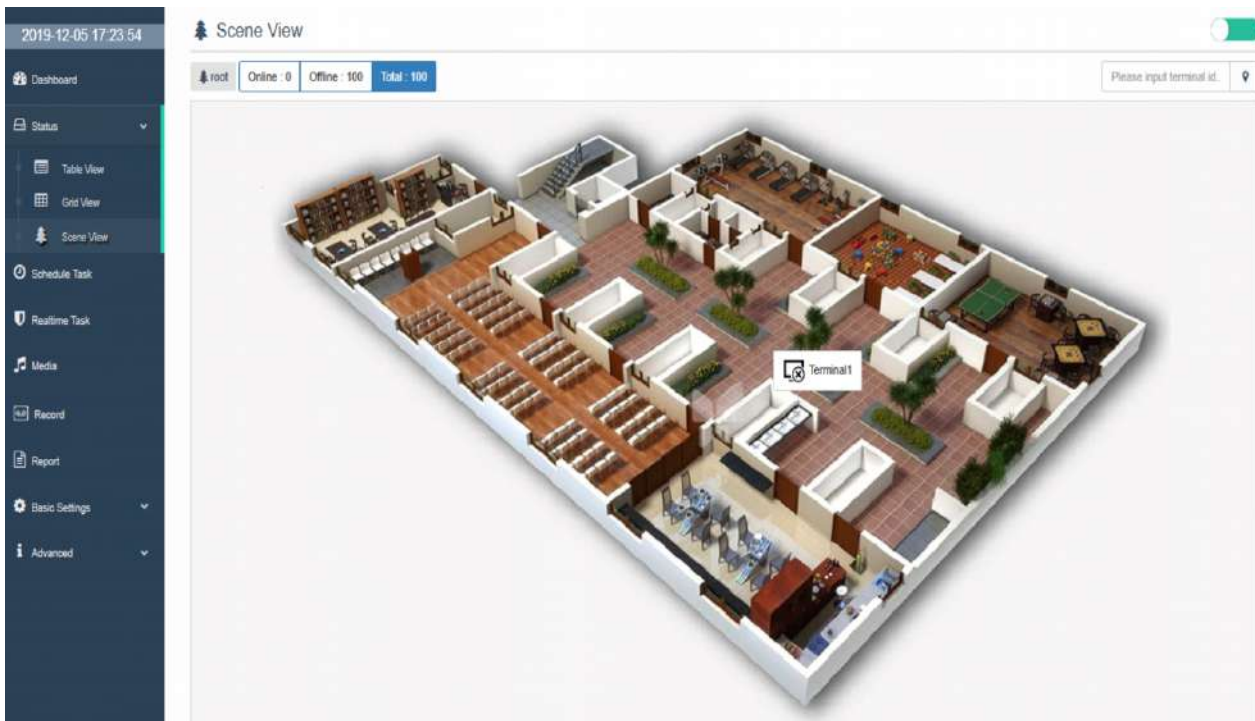 2019-12-05 17:23:54
Dashboard
Status
Table View
Grid View
Scene View
Schedule Task
Realtime Task
Media
Record
Report
Basic Settings
Advanced
Scene View
root
Online : 0
Offline : 100
Total : 100
Please input terminal id.
Terminal1